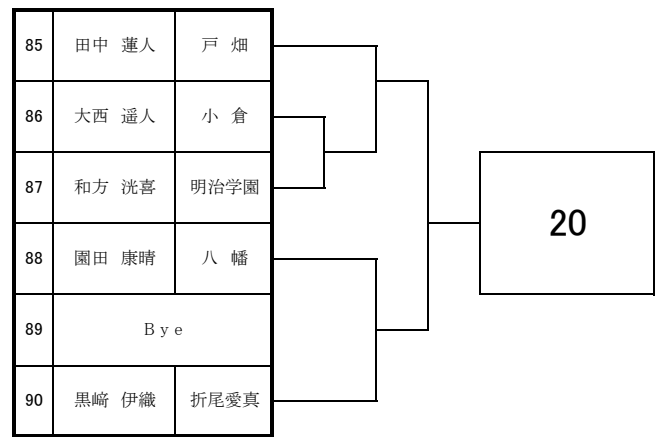 85 田中 蓮人 戸 畑
86 大西 遥人 小 倉
87 和方 洸喜 明治学園
20
88 園田 康晴 八 幡
89 Bye
90 黒﨑 伊織 折尾愛真